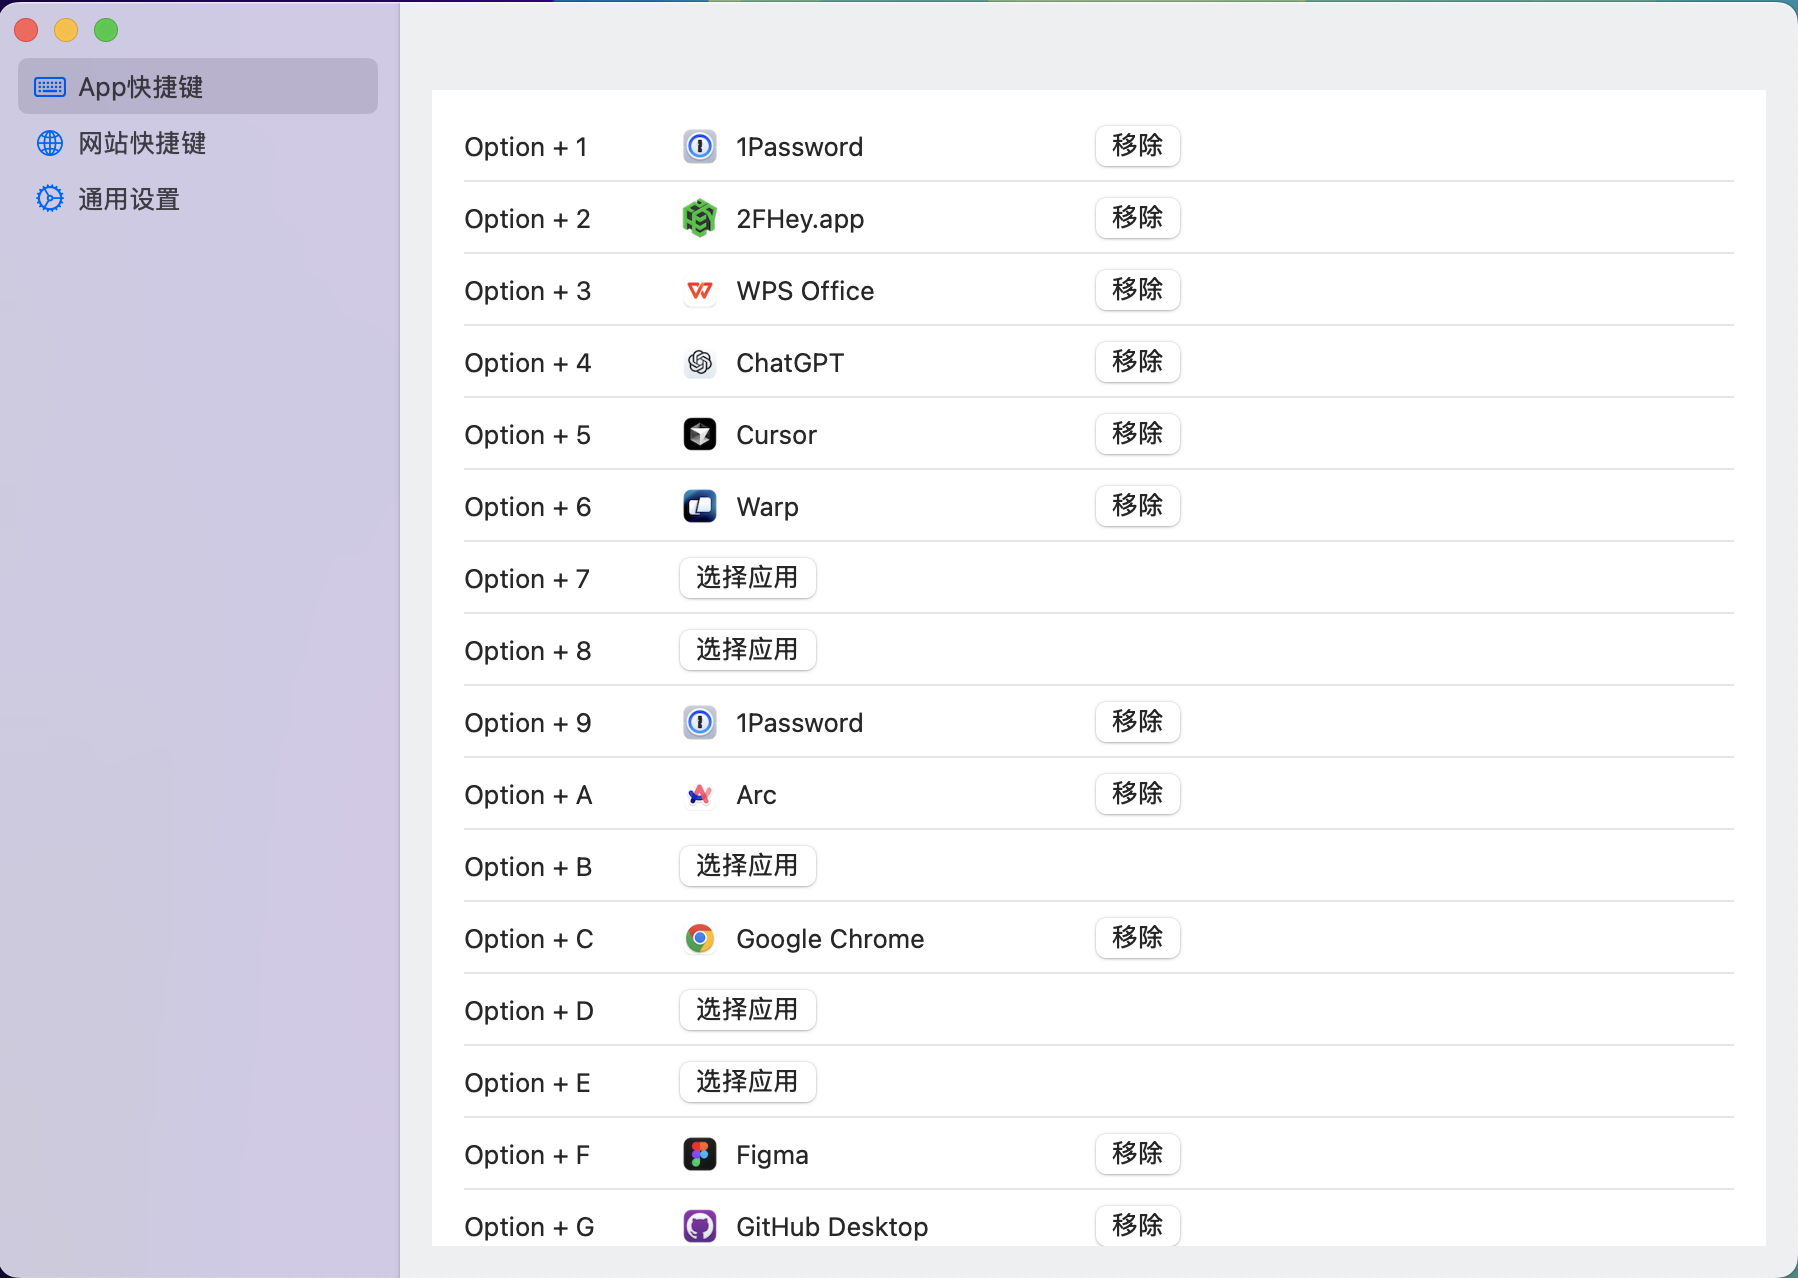 App快捷键
网站快捷键
通用设置
Option + 1 1Password 移除
Option + 2 2FHey.app 移除
Option + 3 WPS Office 移除
Option + 4 ChatGPT 移除
Option + 5 Cursor 移除
Option + 6 Warp 移除
Option + 7 选择应用
Option + 8 选择应用
Option + 9 1Password 移除
Option + A Arc 移除
Option + B 选择应用
Option + C Google Chrome 移除
Option + D 选择应用
Option + E 选择应用
Option + F Figma 移除
Option + G GitHub Desktop 移除